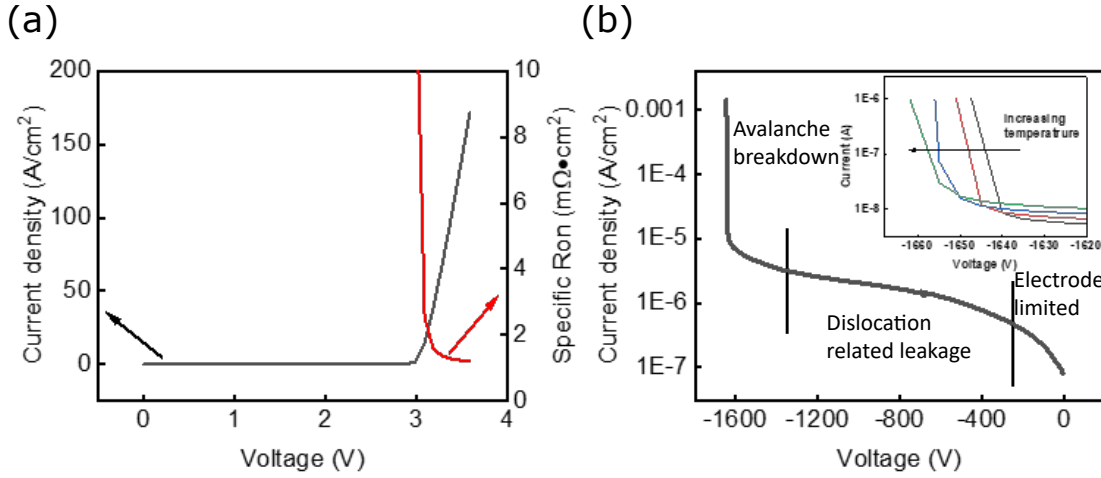 (a)
200
150
100
50
0
Current density (A/cm²)
10
8
6
4
2
0
Specific Ron (mΩ•cm²)
0 1 2 3 4
Voltage (V)
(b)
0.001
1E-4
1E-5
1E-6
1E-7
Current density (A/cm²)
Avalanche
breakdown
Dislocation
related leakage
Electrode
limited
-1600 -1200 -800 -400 0
Voltage (V)
1E-6
1E-7
1E-8
Current (A)
Increasing
temperatrure
-1660 -1650 -1640 -1630 -1620
Voltage (V)